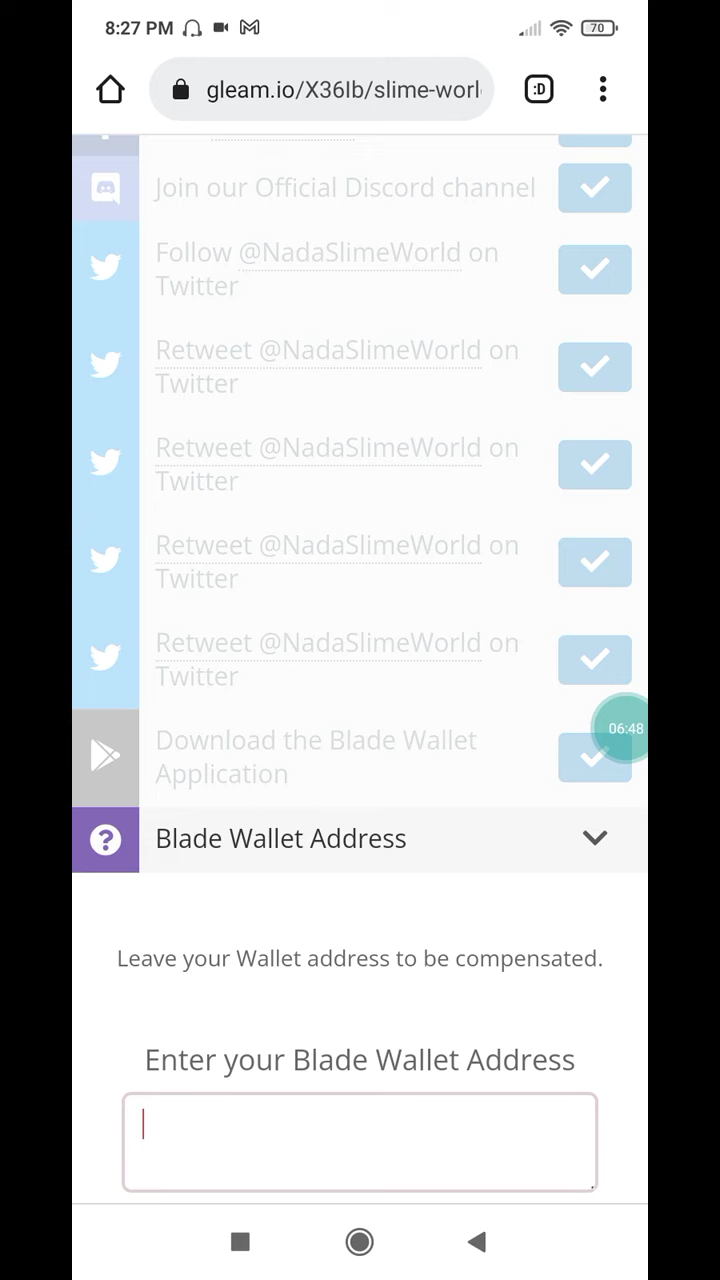 8:27 PM
70
gleam.io/X36Ib/slime-worl
:D
Join our Official Discord channel
Follow @NadaSlimeWorld on
Twitter
Retweet @NadaSlimeWorld on
Twitter
Retweet @NadaSlimeWorld on
Twitter
Retweet @NadaSlimeWorld on
Twitter
Retweet @NadaSlimeWorld on
Twitter
06:48
Download the Blade Wallet
Application
Blade Wallet Address
Leave your Wallet address to be compensated.
Enter your Blade Wallet Address